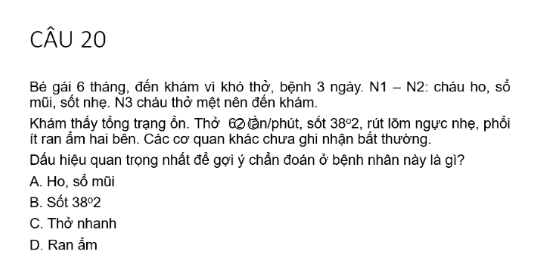 CÂU 20
Bé gái 6 tháng, đến khám vì khó thở, bệnh 3 ngày. N1 – N2: cháu ho, sổ
mũi, sốt nhẹ. N3 cháu thở mệt nên đến khám.
Khám thấy tổng trạng ổn. Thở 62 lần/phút, sốt 38º2, rút lõm ngực nhẹ, phổi
ít ran ẩm hai bên. Các cơ quan khác chưa ghi nhận bất thường.
Dấu hiệu quan trọng nhất để gợi ý chẩn đoán ở bệnh nhân này là gì?
A. Ho, sổ mũi
B. Sốt 38º2
C. Thở nhanh
D. Ran ẩm